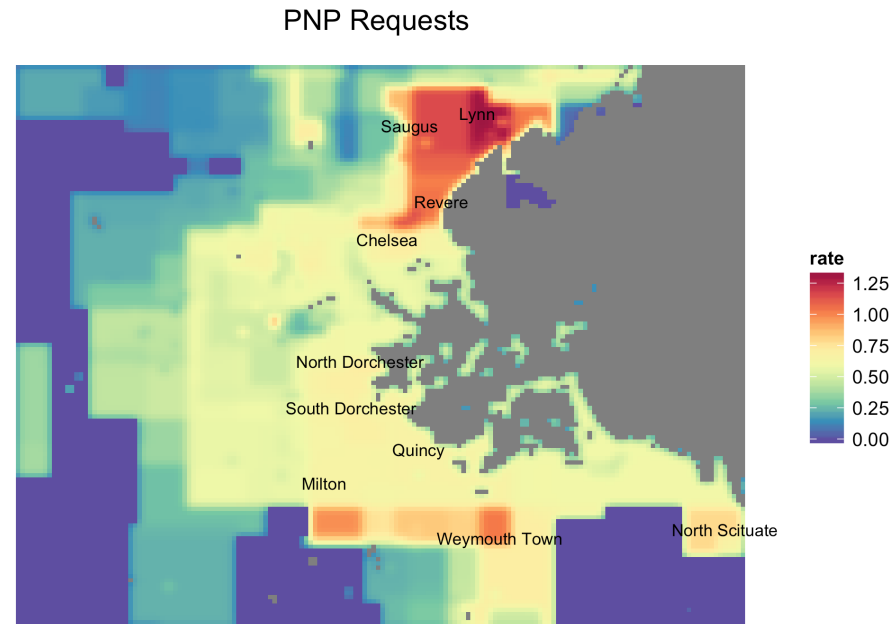 PNP Requests
Lynn
Saugus
Revere
Chelsea
rate
1.25
1.00
0.75
0.50
0.25
0.00
North Dorchester
South Dorchester
Quincy
Milton
Weymouth Town
North Scituate